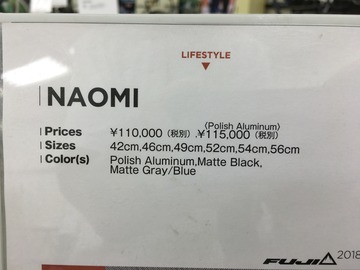 LIFESTYLE
NAOMI
(Polish Aluminum)
Prices ¥110,000 (税別) .¥115,000 (税別)
Sizes 42cm,46cm,49cm,52cm,54cm,56cm
Color(s) Polish Aluminum,Matte Black,
Matte Gray/Blue
FUJI 2018